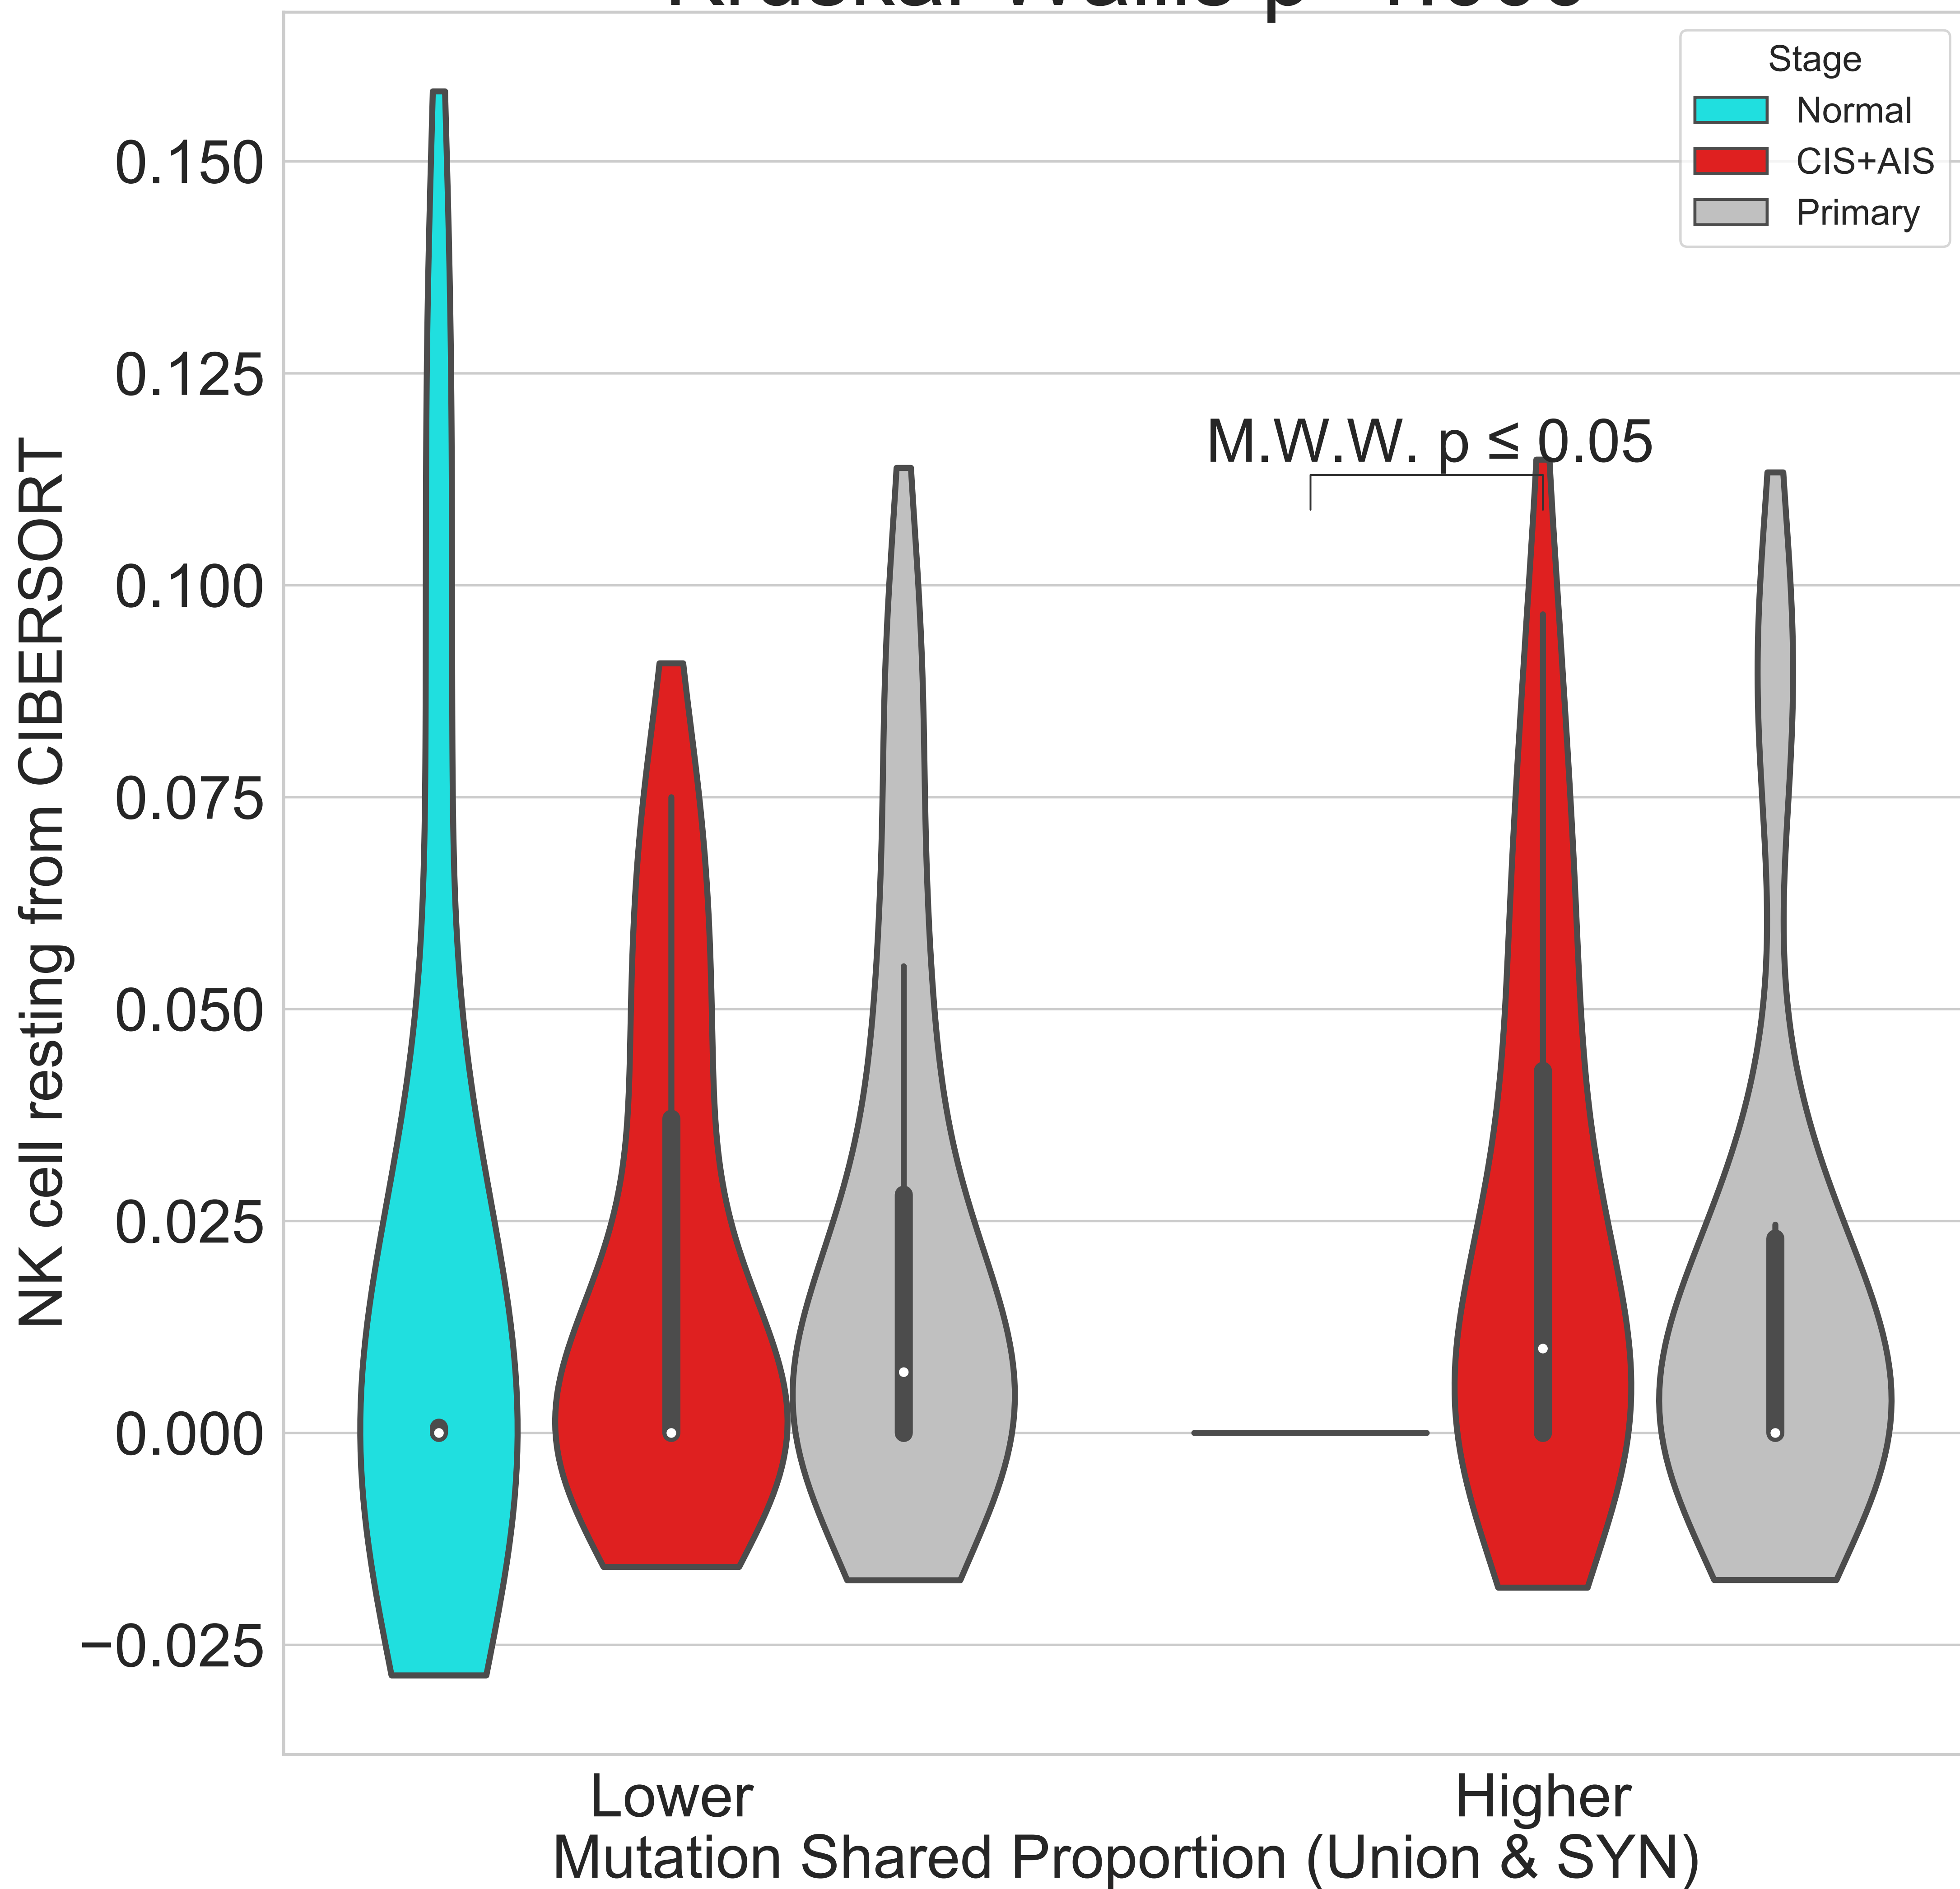 Stage
Normal
CIS+AIS
Primary
0.150
0.125
0.100
0.075
0.050
0.025
0.000
−0.025
NK cell resting from CIBERSORT
M.W.W. p ≤ 0.05
Lower
Higher
Mutation Shared Proportion (Union & SYN)